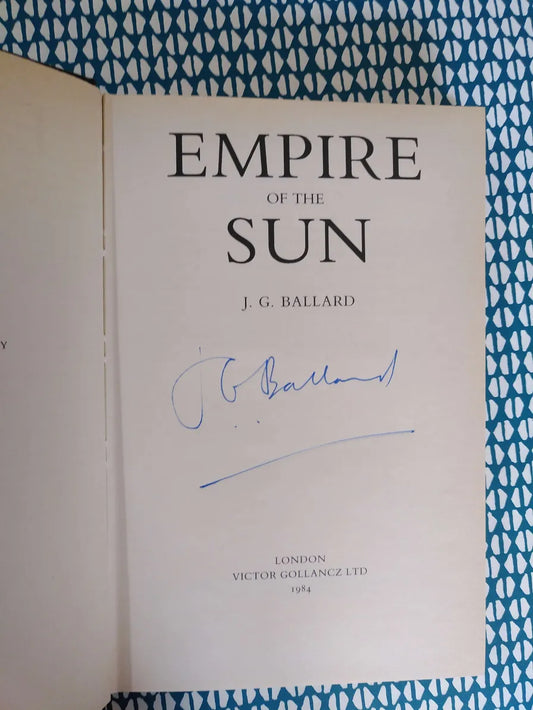 EMPIRE
OF THE
SUN
J. G. BALLARD
Y
J G Ballard
LONDON
VICTOR GOLLANCZ LTD
1984